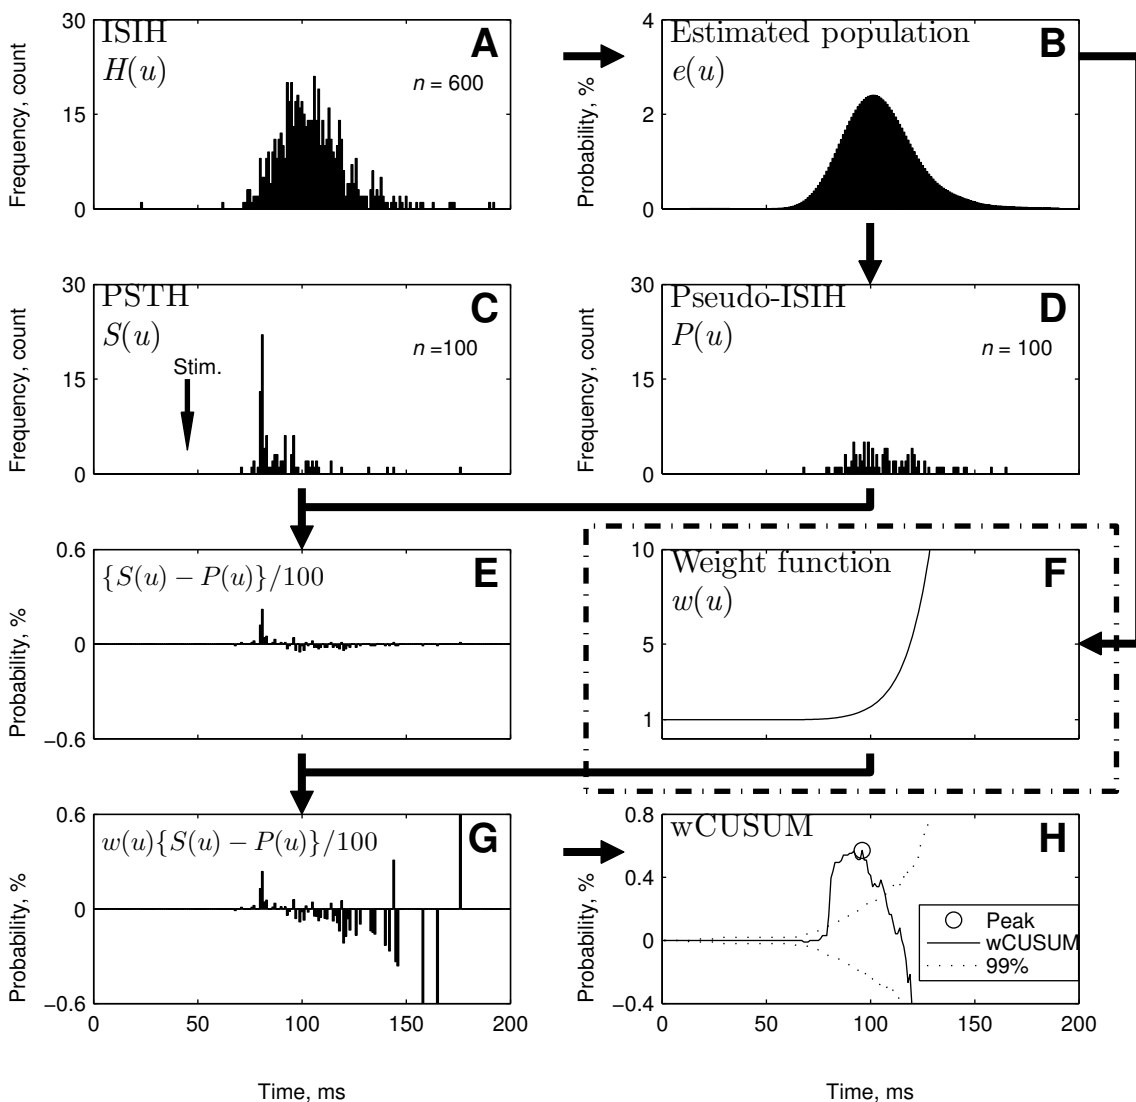 30
15
0
Frequency, count
ISIH
H(u)
A
n = 600
4
2
0
Probability, %
Estimated population
e(u)
B
30
15
0
Frequency, count
PSTH
S(u)
C
n =100
Stim.
30
15
0
Frequency, count
Pseudo-ISIH
P(u)
D
n = 100
0.6
0
−0.6
Probability, %
{S(u) − P(u)}/100
E
10
5
1
Weight function
w(u)
F
0.6
0
−0.6
Probability, %
w(u){S(u) − P(u)}/100
G
0 50 100 150 200
Time, ms
0.8
0.4
0
−0.4
Probability, %
wCUSUM
H
Peak
wCUSUM
99%
0 50 100 150 200
Time, ms